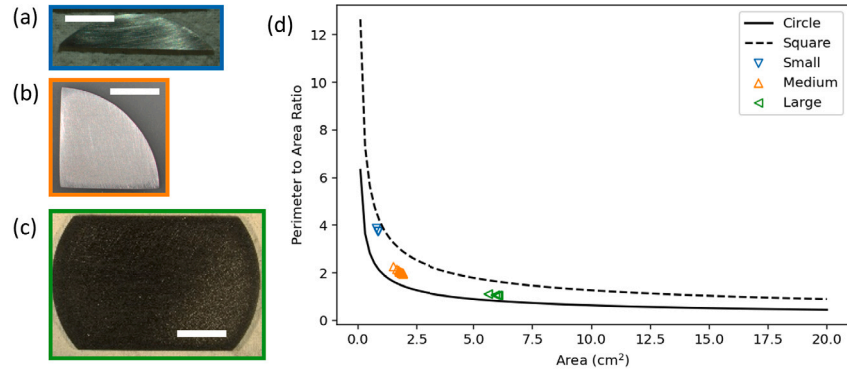 (a)
(b)
(c)
(d)
Perimeter to Area Ratio
12
10
8
6
4
2
0
0.0 2.5 5.0 7.5 10.0 12.5 15.0 17.5 20.0
Area (cm²)
Circle
Square
Small
Medium
Large